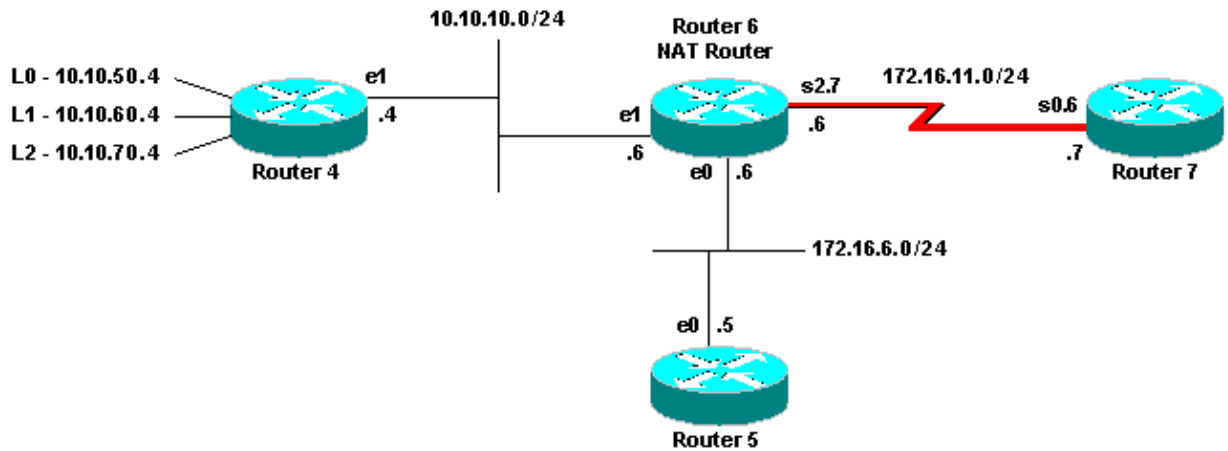 10.10.10.0/24
Router 6
NAT Router
L0 - 10.10.50.4
L1 - 10.10.60.4
L2 - 10.10.70.4
e1
.4
Router 4
e1
.6
s2.7
.6
172.16.11.0/24
s0.6
.7
Router 7
e0
.6
172.16.6.0/24
e0
.5
Router 5